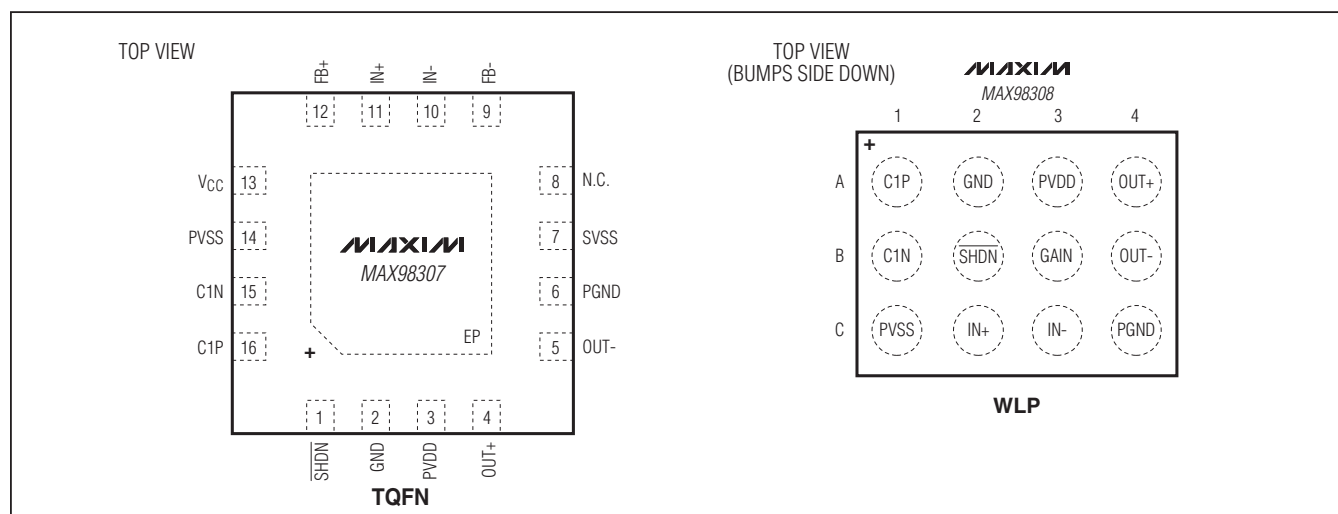 TOP VIEW
FB+ IN+ IN- FB-
12 11 10 9
VCC 13 8 N.C.
PVSS 14 7 SVSS
MAXIM
MAX98307
C1N 15 6 PGND
C1P 16 EP 5 OUT-
+
1 2 3 4
SHDN GND PVDD OUT+
TQFN
TOP VIEW
(BUMPS SIDE DOWN)
MAXIM
MAX98308
1 2 3 4
+
A C1P GND PVDD OUT+
B C1N SHDN GAIN OUT-
C PVSS IN+ IN- PGND
WLP